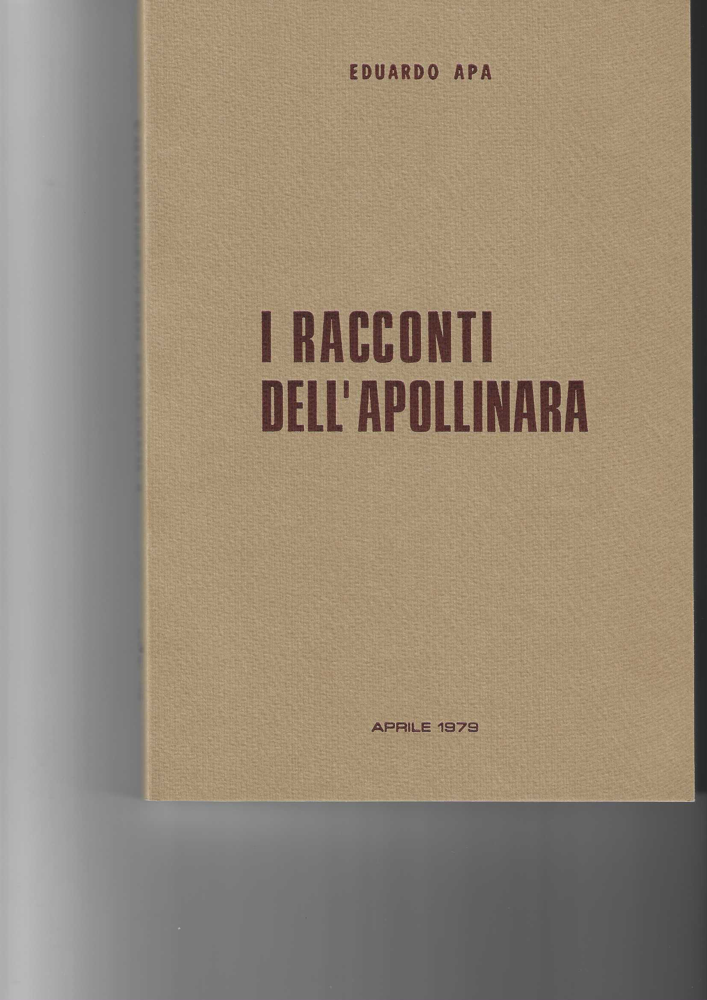 EDUARDO APA
I RACCONTI
DELL'APOLLINARA
APRILE 1979